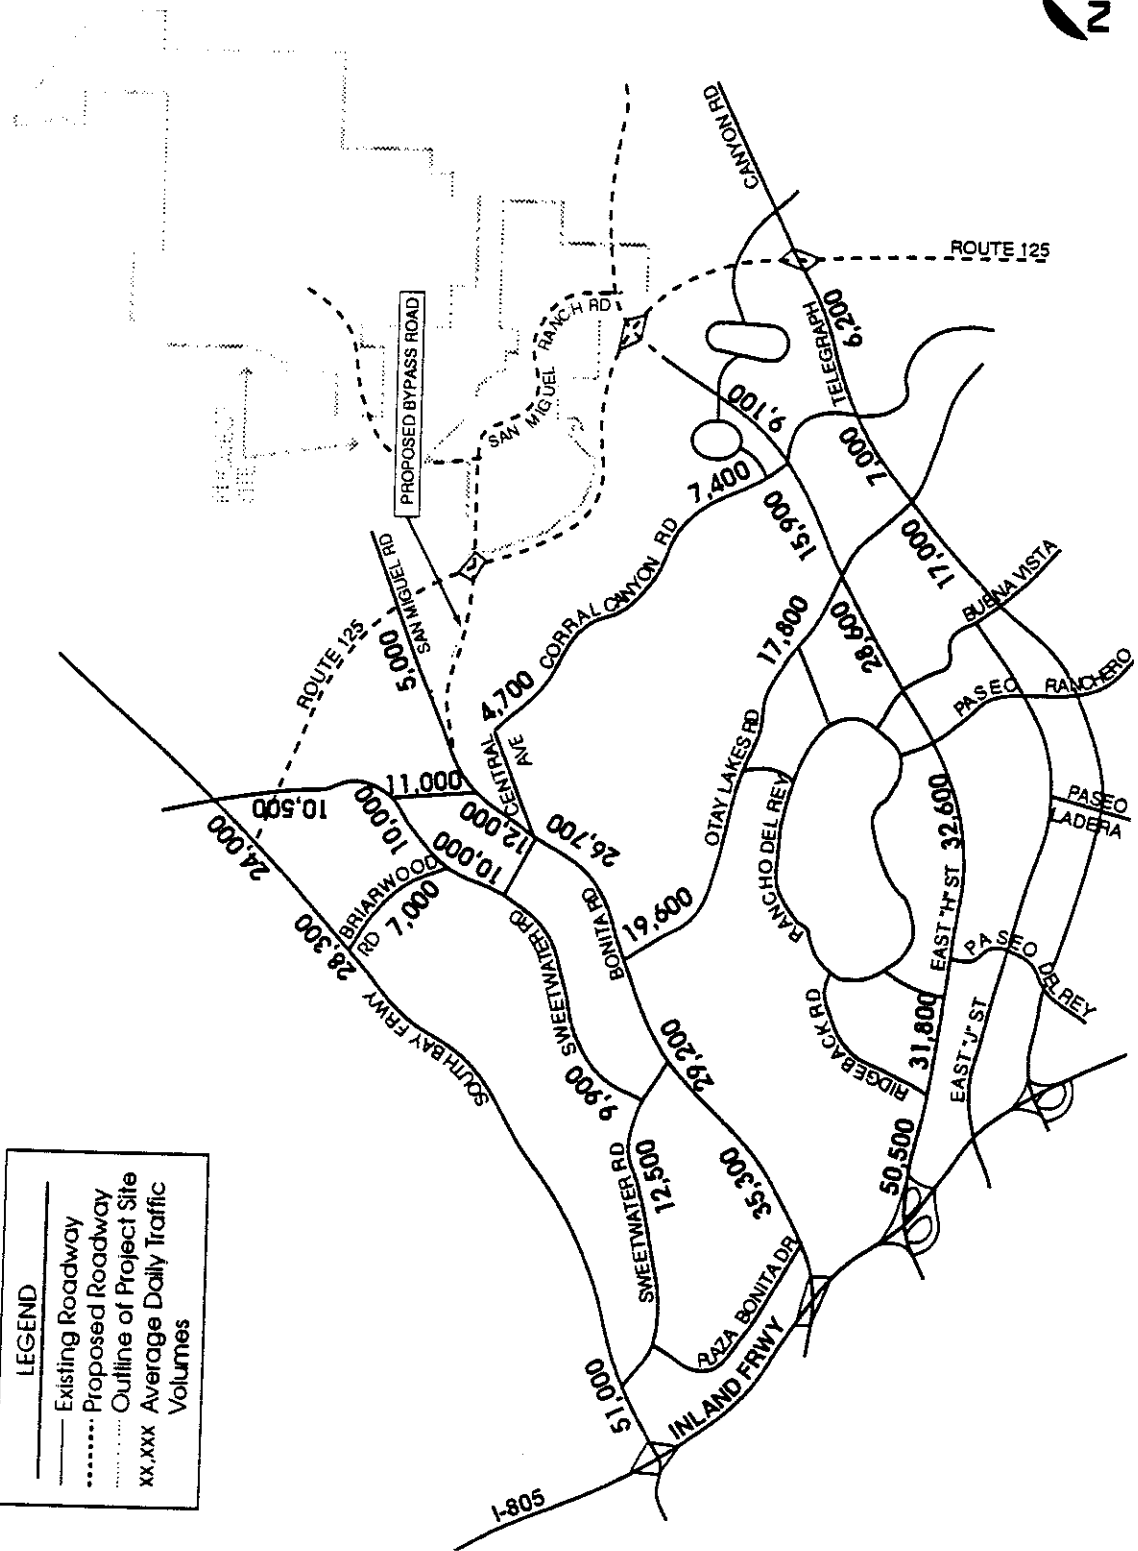 LEGEND
Existing Roadway
Proposed Roadway
Outline of Project Site
xx,xxx Average Daily Traffic
Volumes
N
CANYON RD
ROUTE 125
TELEGRAPH
6,200
RANCH RD
SAN MIGUEL
PROPOSED BYPASS ROAD
9,100
7,400
7,000
15,900
17,000
SAN MIGUEL RD
CORRAL CANYON RD
ROUTE 125
5,000
4,700
17,800
28,600
BUENA VISTA
PASEO
RANCHERO
CENTRAL
AVE
OTAY LAKES RD
RANCHO DEL REY
11,000
10,500
10,000
12,000
10,000
26,700
24,000
BRIARWOOD
RD
7,000
28,300
32,600
PASEO
LADERA
SWEETWATER RD
BONITA RD
19,600
EAST "H" ST
PASEO
DEL REY
SOUTH BAY FRWY
9,900
29,200
RIDGEBACK RD
31,800
EAST "J" ST
SWEETWATER RD
12,500
35,300
50,500
PLAZA BONITA DR
51,000
INLAND FRWY
I-805